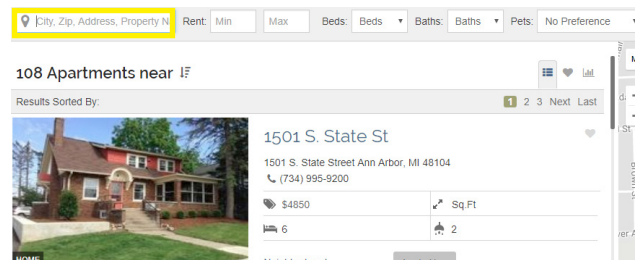 City, Zip, Address, Property N Rent: Min Max Beds: Beds Baths: Baths Pets: No Preference
108 Apartments near
Results Sorted By: 1 2 3 Next Last
1501 S. State St
1501 S. State Street Ann Arbor, MI 48104
(734) 995-9200
$4850 Sq.Ft
6 2
HOME